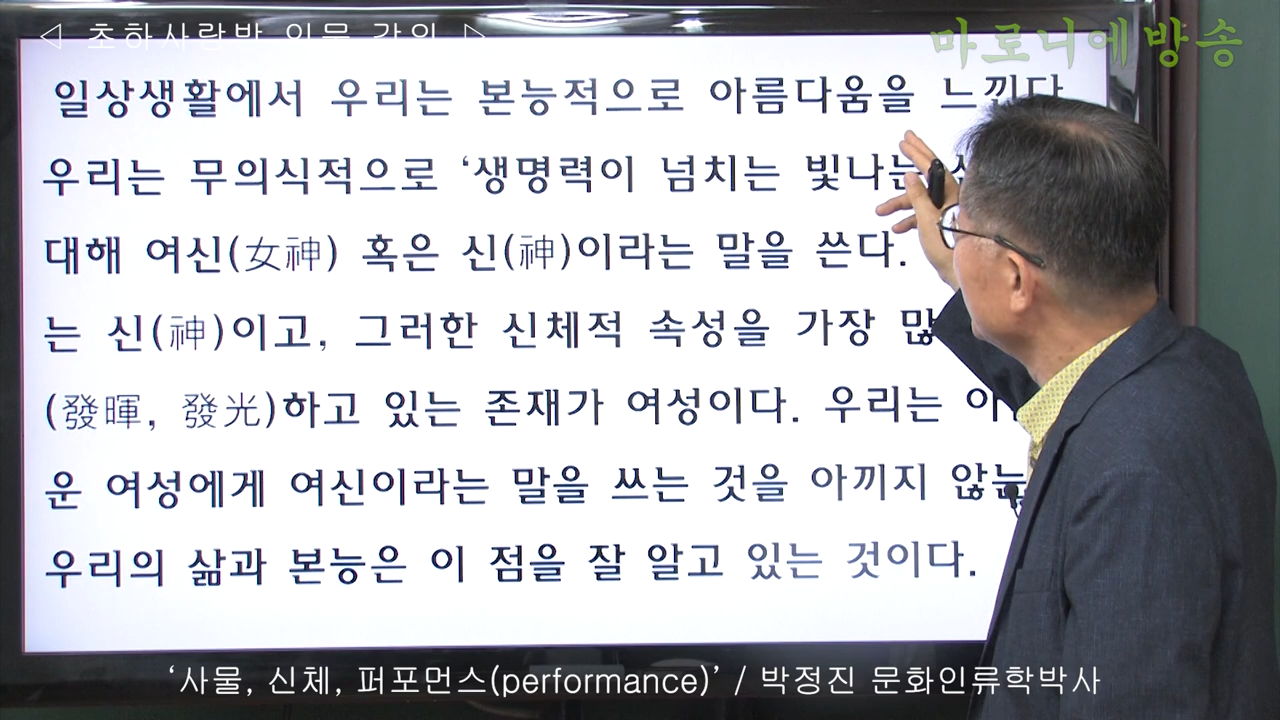 ◁ 초하사랑방 인문 강의 ▷
마로니에방송
일상생활에서 우리는 본능적으로 아름다움을 느낀다
우리는 무의식적으로 ‘생명력이 넘치는 빛나는
대해 여신(女神) 혹은 신(神)이라는 말을 쓴다.
는 신(神)이고, 그러한 신체적 속성을 가장 많
(發暉, 發光)하고 있는 존재가 여성이다. 우리는
운 여성에게 여신이라는 말을 쓰는 것을 아끼지 않는
우리의 삶과 본능은 이 점을 잘 알고 있는 것이다.
‘사물, 신체, 퍼포먼스(performance)’ / 박정진 문화인류학박사